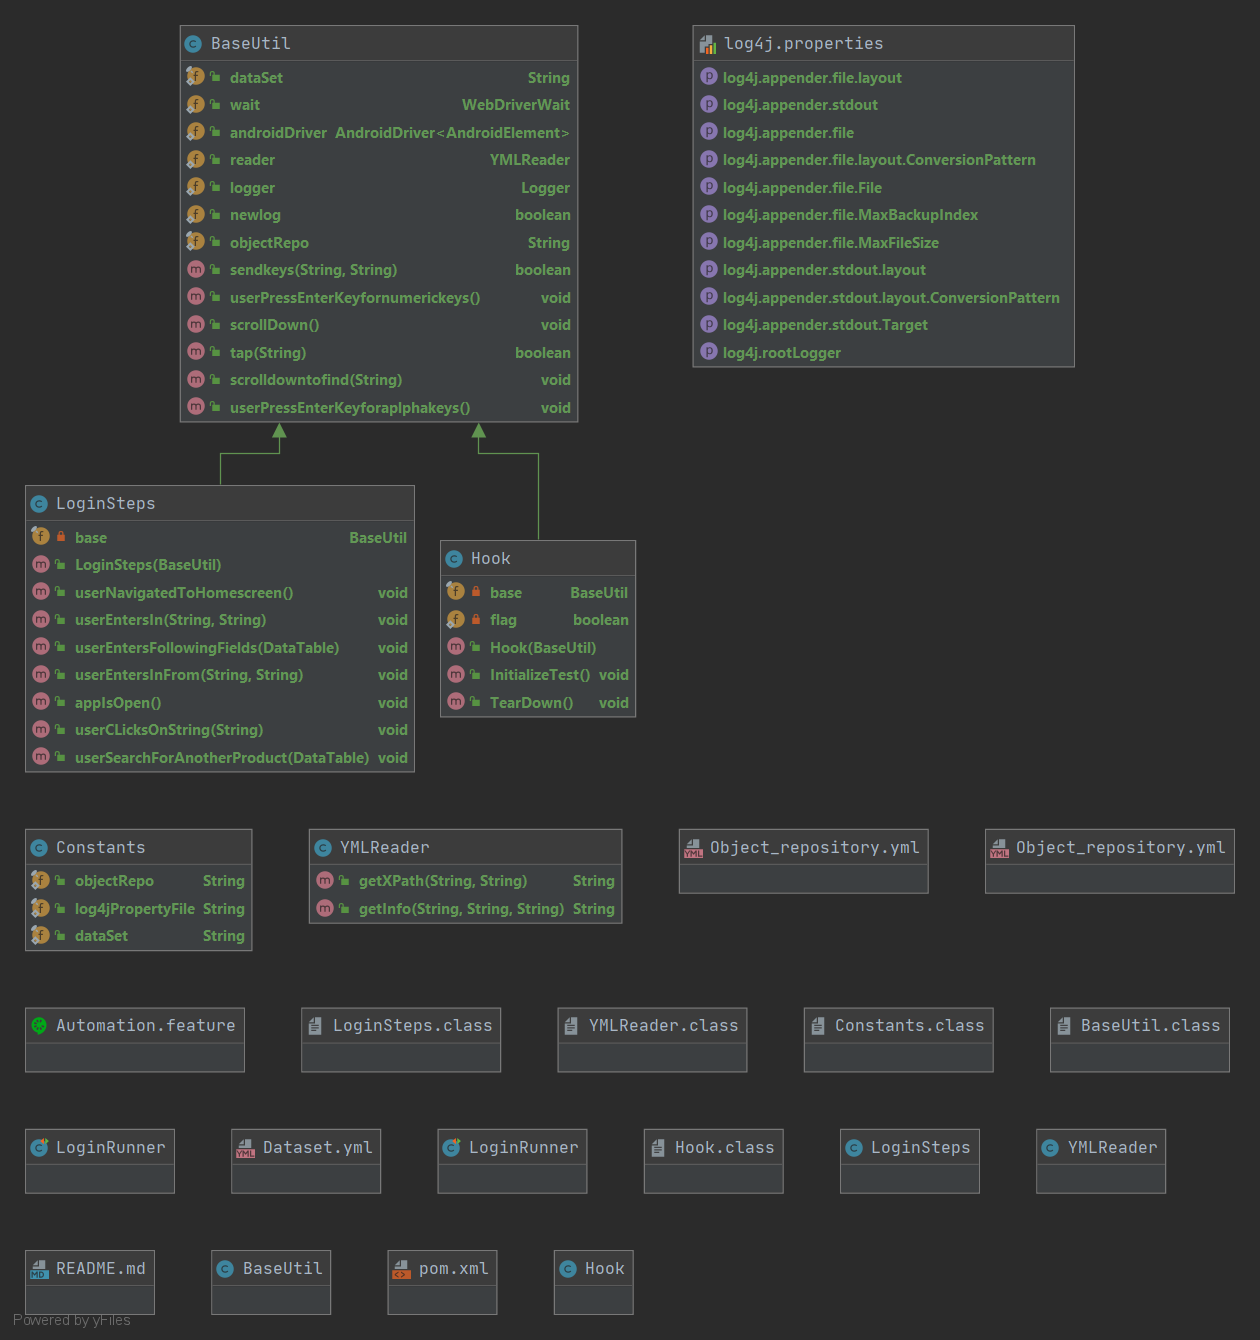 BaseUtil
dataSet String
wait WebDriverWait
androidDriver AndroidDriver<AndroidElement>
reader YMLReader
logger Logger
newlog boolean
objectRepo String
sendkeys(String, String) boolean
userPressEnterKeyfornumerickeys() void
scrollDown() void
tap(String) boolean
scrolldowntofind(String) void
userPressEnterKeyforaplphakeys() void
log4j.properties
log4j.appender.file.layout
log4j.appender.stdout
log4j.appender.file
log4j.appender.file.layout.ConversionPattern
log4j.appender.file.File
log4j.appender.file.MaxBackupIndex
log4j.appender.file.MaxFileSize
log4j.appender.stdout.layout
log4j.appender.stdout.layout.ConversionPattern
log4j.appender.stdout.Target
log4j.rootLogger
LoginSteps
base BaseUtil
LoginSteps(BaseUtil)
userNavigatedToHomescreen() void
userEntersIn(String, String) void
userEntersFollowingFields(DataTable) void
userEntersInFrom(String, String) void
appIsOpen() void
userCLicksOnString(String) void
userSearchForAnotherProduct(DataTable) void
Hook
base BaseUtil
flag boolean
Hook(BaseUtil)
InitializeTest() void
TearDown() void
Constants
objectRepo String
log4jPropertyFile String
dataSet String
YMLReader
getXPath(String, String) String
getInfo(String, String, String) String
Object_repository.yml
Object_repository.yml
Automation.feature
LoginSteps.class
YMLReader.class
Constants.class
BaseUtil.class
LoginRunner
Dataset.yml
LoginRunner
Hook.class
LoginSteps
YMLReader
README.md
BaseUtil
pom.xml
Hook
Powered by yFiles